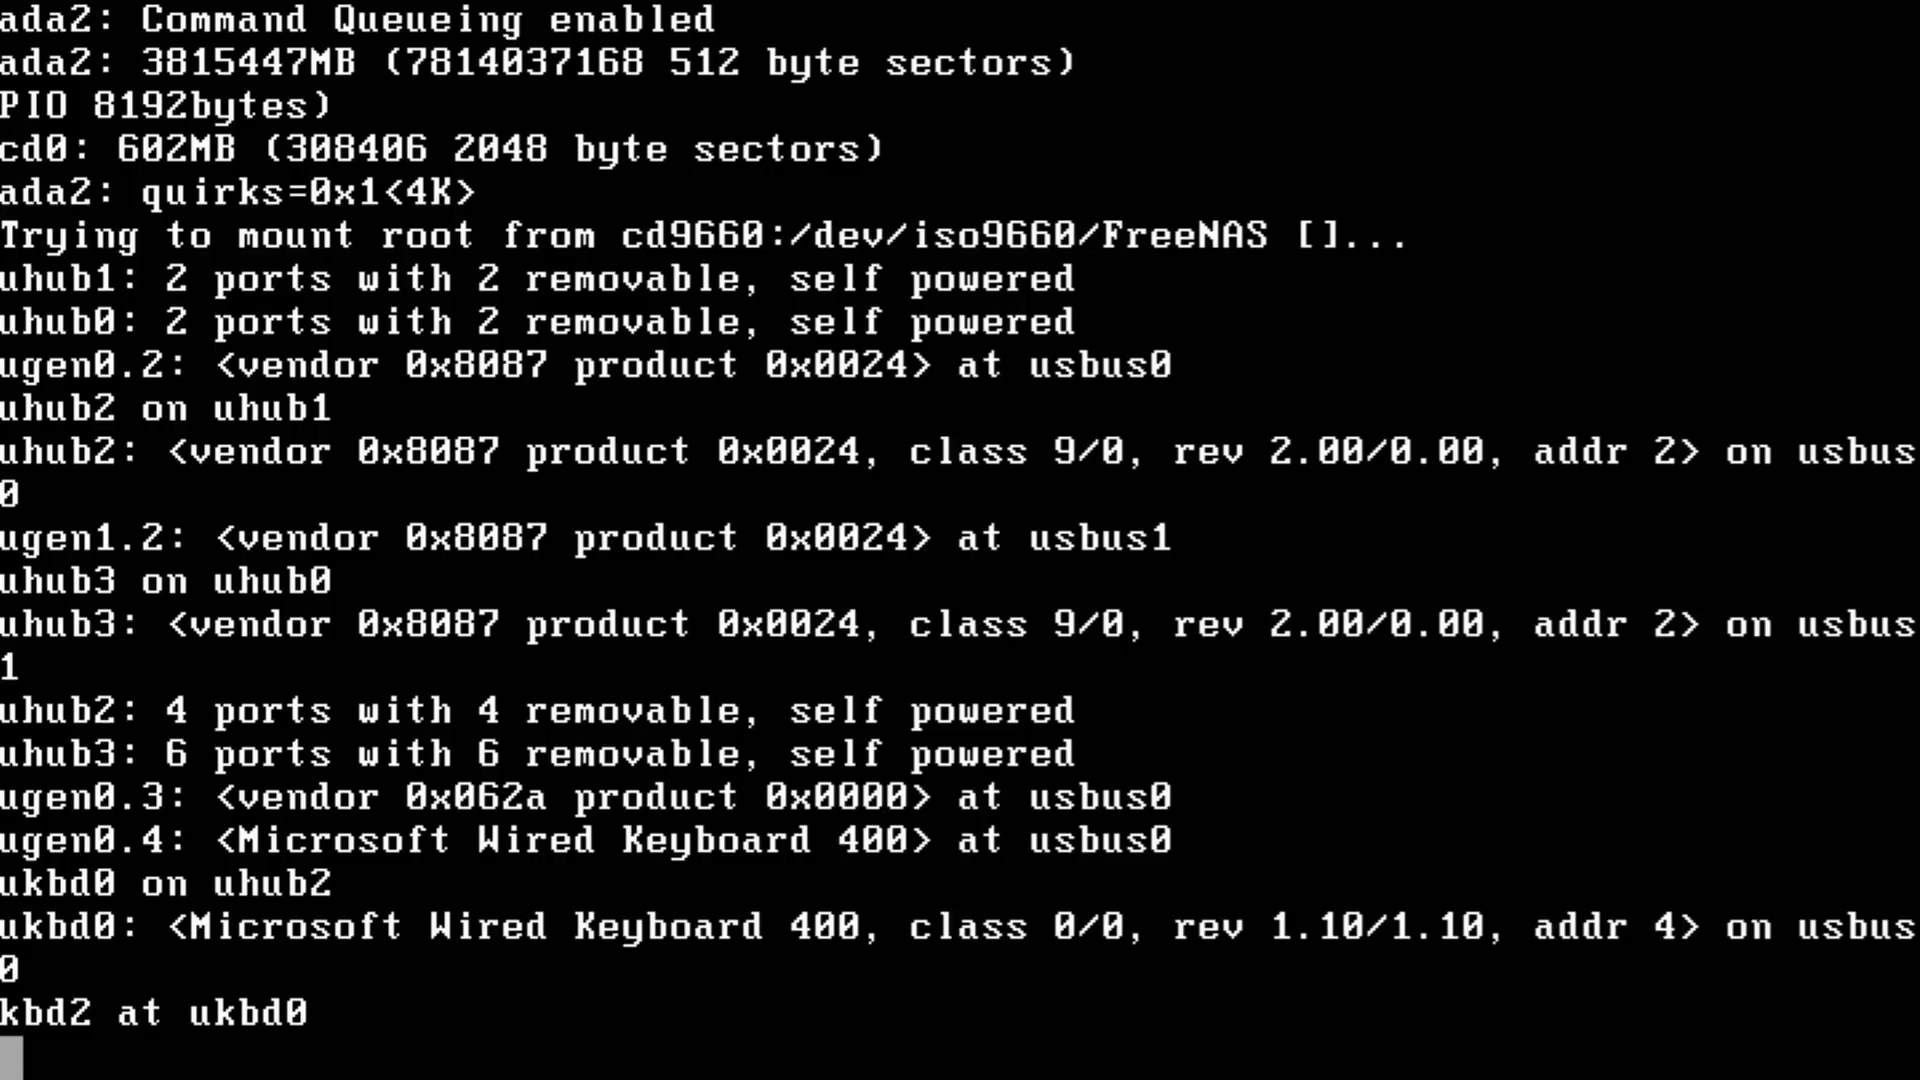 ada2: Command Queueing enabled
ada2: 3815447MB (7814037168 512 byte sectors)
PIO 8192bytes)
cd0: 602MB (308406 2048 byte sectors)
ada2: quirks=0x1<4K>
Trying to mount root from cd9660:/dev/iso9660/FreeNAS []...
uhub1: 2 ports with 2 removable, self powered
uhub0: 2 ports with 2 removable, self powered
ugen0.2: <vendor 0x8087 product 0x0024> at usbus0
uhub2 on uhub1
uhub2: <vendor 0x8087 product 0x0024, class 9/0, rev 2.00/0.00, addr 2> on usbus
0
ugen1.2: <vendor 0x8087 product 0x0024> at usbus1
uhub3 on uhub0
uhub3: <vendor 0x8087 product 0x0024, class 9/0, rev 2.00/0.00, addr 2> on usbus
1
uhub2: 4 ports with 4 removable, self powered
uhub3: 6 ports with 6 removable, self powered
ugen0.3: <vendor 0x062a product 0x0000> at usbus0
ugen0.4: <Microsoft Wired Keyboard 400> at usbus0
ukbd0 on uhub2
ukbd0: <Microsoft Wired Keyboard 400, class 0/0, rev 1.10/1.10, addr 4> on usbus
0
kbd2 at ukbd0